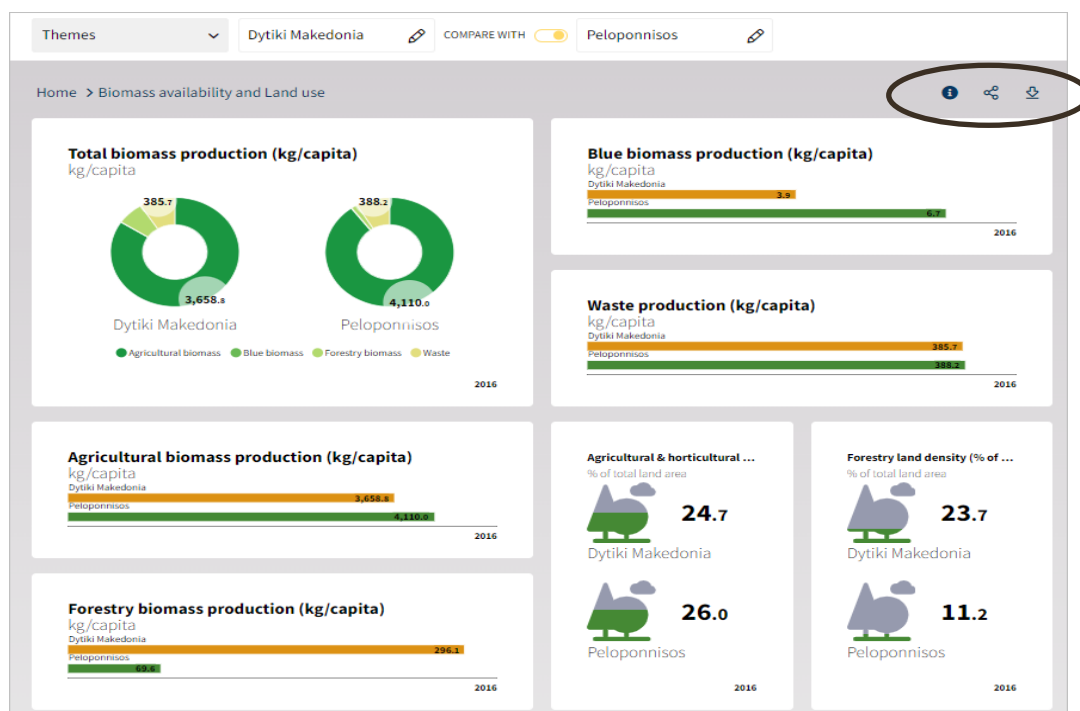 Themes
Dytiki Makedonia
COMPARE WITH
Peloponnisos
Home > Biomass availability and Land use
Total biomass production (kg/capita)
kg/capita
385.7
388.2
3,658.8
4,110.0
Dytiki Makedonia
Peloponnisos
Agricultural biomass Blue biomass Forestry biomass Waste
2016
Blue biomass production (kg/capita)
kg/capita
Dytiki Makedonia
3.9
Peloponnisos
6.7
2016
Waste production (kg/capita)
kg/capita
Dytiki Makedonia
385.7
Peloponnisos
388.2
2016
Agricultural biomass production (kg/capita)
kg/capita
Dytiki Makedonia
3,658.8
Peloponnisos
4,110.0
2016
Forestry biomass production (kg/capita)
kg/capita
Dytiki Makedonia
296.1
Peloponnisos
69.6
2016
Agricultural & horticultural ...
% of total land area
24.7
Dytiki Makedonia
26.0
Peloponnisos
2016
Forestry land density (% of ...
% of total land area
23.7
Dytiki Makedonia
11.2
Peloponnisos
2016